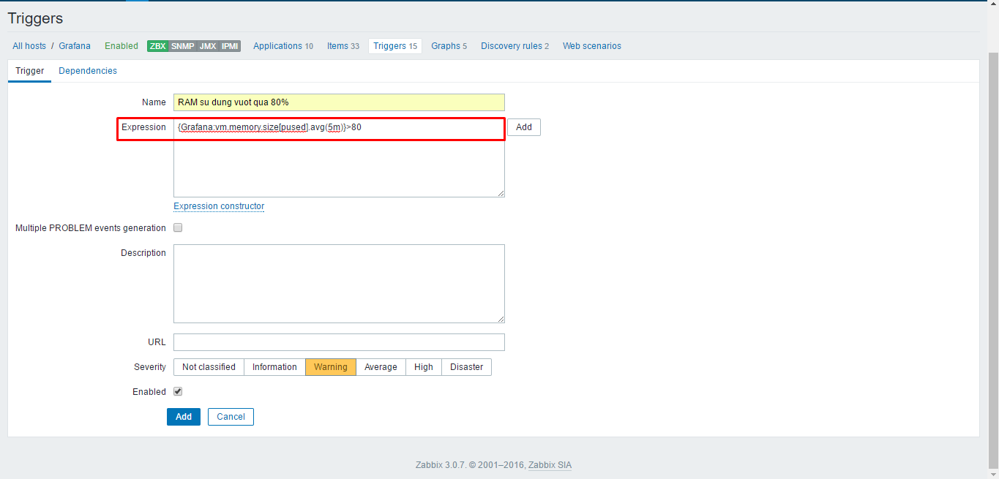 Triggers
All hosts / Grafana Enabled ZBX SNMP JMX IPMI Applications 10 Items 33 Triggers 15 Graphs 5 Discovery rules 2 Web scenarios
Trigger Dependencies
Name RAM su dung vuot qua 80%
Expression {Grafana:vm.memory.size[pused].avg(5m)}>80 Add
Expression constructor
Multiple PROBLEM events generation
Description
URL
Severity Not classified Information Warning Average High Disaster
Enabled
Add Cancel
Zabbix 3.0.7. © 2001–2016, Zabbix SIA